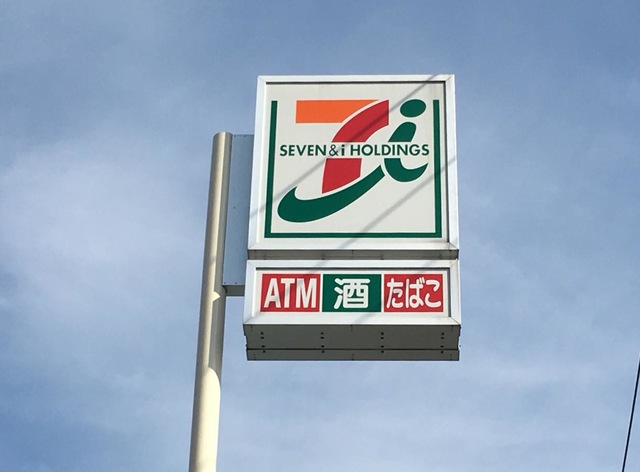 7i
SEVEN&i HOLDINGS
ATM 酒 たばこ